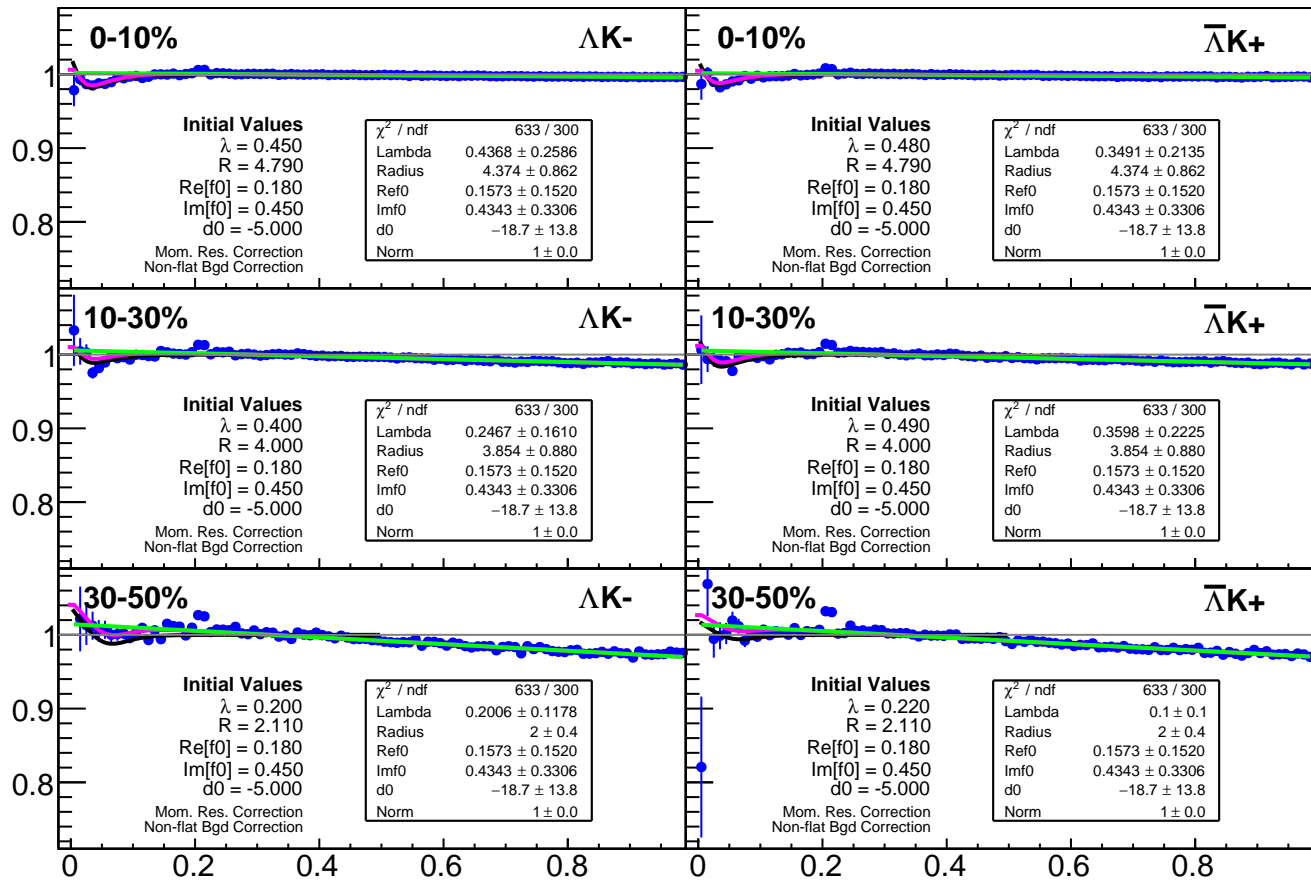 0-10% ΛK-
1
0.9
0.8
Initial Values
λ = 0.450
R = 4.790
Re[f0] = 0.180
Im[f0] = 0.450
d0 = -5.000
Mom. Res. Correction
Non-flat Bgd Correction
χ² / ndf 633 / 300
Lambda 0.4368 ± 0.2586
Radius 4.374 ± 0.862
Ref0 0.1573 ± 0.1520
Imf0 0.4343 ± 0.3306
d0 −18.7 ± 13.8
Norm 1 ± 0.0
0-10% Λ̅K+
Initial Values
λ = 0.480
R = 4.790
Re[f0] = 0.180
Im[f0] = 0.450
d0 = -5.000
Mom. Res. Correction
Non-flat Bgd Correction
χ² / ndf 633 / 300
Lambda 0.3491 ± 0.2135
Radius 4.374 ± 0.862
Ref0 0.1573 ± 0.1520
Imf0 0.4343 ± 0.3306
d0 −18.7 ± 13.8
Norm 1 ± 0.0
10-30% ΛK-
1
0.9
0.8
Initial Values
λ = 0.400
R = 4.000
Re[f0] = 0.180
Im[f0] = 0.450
d0 = -5.000
Mom. Res. Correction
Non-flat Bgd Correction
χ² / ndf 633 / 300
Lambda 0.2467 ± 0.1610
Radius 3.854 ± 0.880
Ref0 0.1573 ± 0.1520
Imf0 0.4343 ± 0.3306
d0 −18.7 ± 13.8
Norm 1 ± 0.0
10-30% Λ̅K+
Initial Values
λ = 0.490
R = 4.000
Re[f0] = 0.180
Im[f0] = 0.450
d0 = -5.000
Mom. Res. Correction
Non-flat Bgd Correction
χ² / ndf 633 / 300
Lambda 0.3598 ± 0.2225
Radius 3.854 ± 0.880
Ref0 0.1573 ± 0.1520
Imf0 0.4343 ± 0.3306
d0 −18.7 ± 13.8
Norm 1 ± 0.0
30-50% ΛK-
1
0.9
0.8
Initial Values
λ = 0.200
R = 2.110
Re[f0] = 0.180
Im[f0] = 0.450
d0 = -5.000
Mom. Res. Correction
Non-flat Bgd Correction
χ² / ndf 633 / 300
Lambda 0.2006 ± 0.1178
Radius 2 ± 0.4
Ref0 0.1573 ± 0.1520
Imf0 0.4343 ± 0.3306
d0 −18.7 ± 13.8
Norm 1 ± 0.0
30-50% Λ̅K+
Initial Values
λ = 0.220
R = 2.110
Re[f0] = 0.180
Im[f0] = 0.450
d0 = -5.000
Mom. Res. Correction
Non-flat Bgd Correction
χ² / ndf 633 / 300
Lambda 0.1 ± 0.1
Radius 2 ± 0.4
Ref0 0.1573 ± 0.1520
Imf0 0.4343 ± 0.3306
d0 −18.7 ± 13.8
Norm 1 ± 0.0
0 0.2 0.4 0.6 0.8 0 0.2 0.4 0.6 0.8